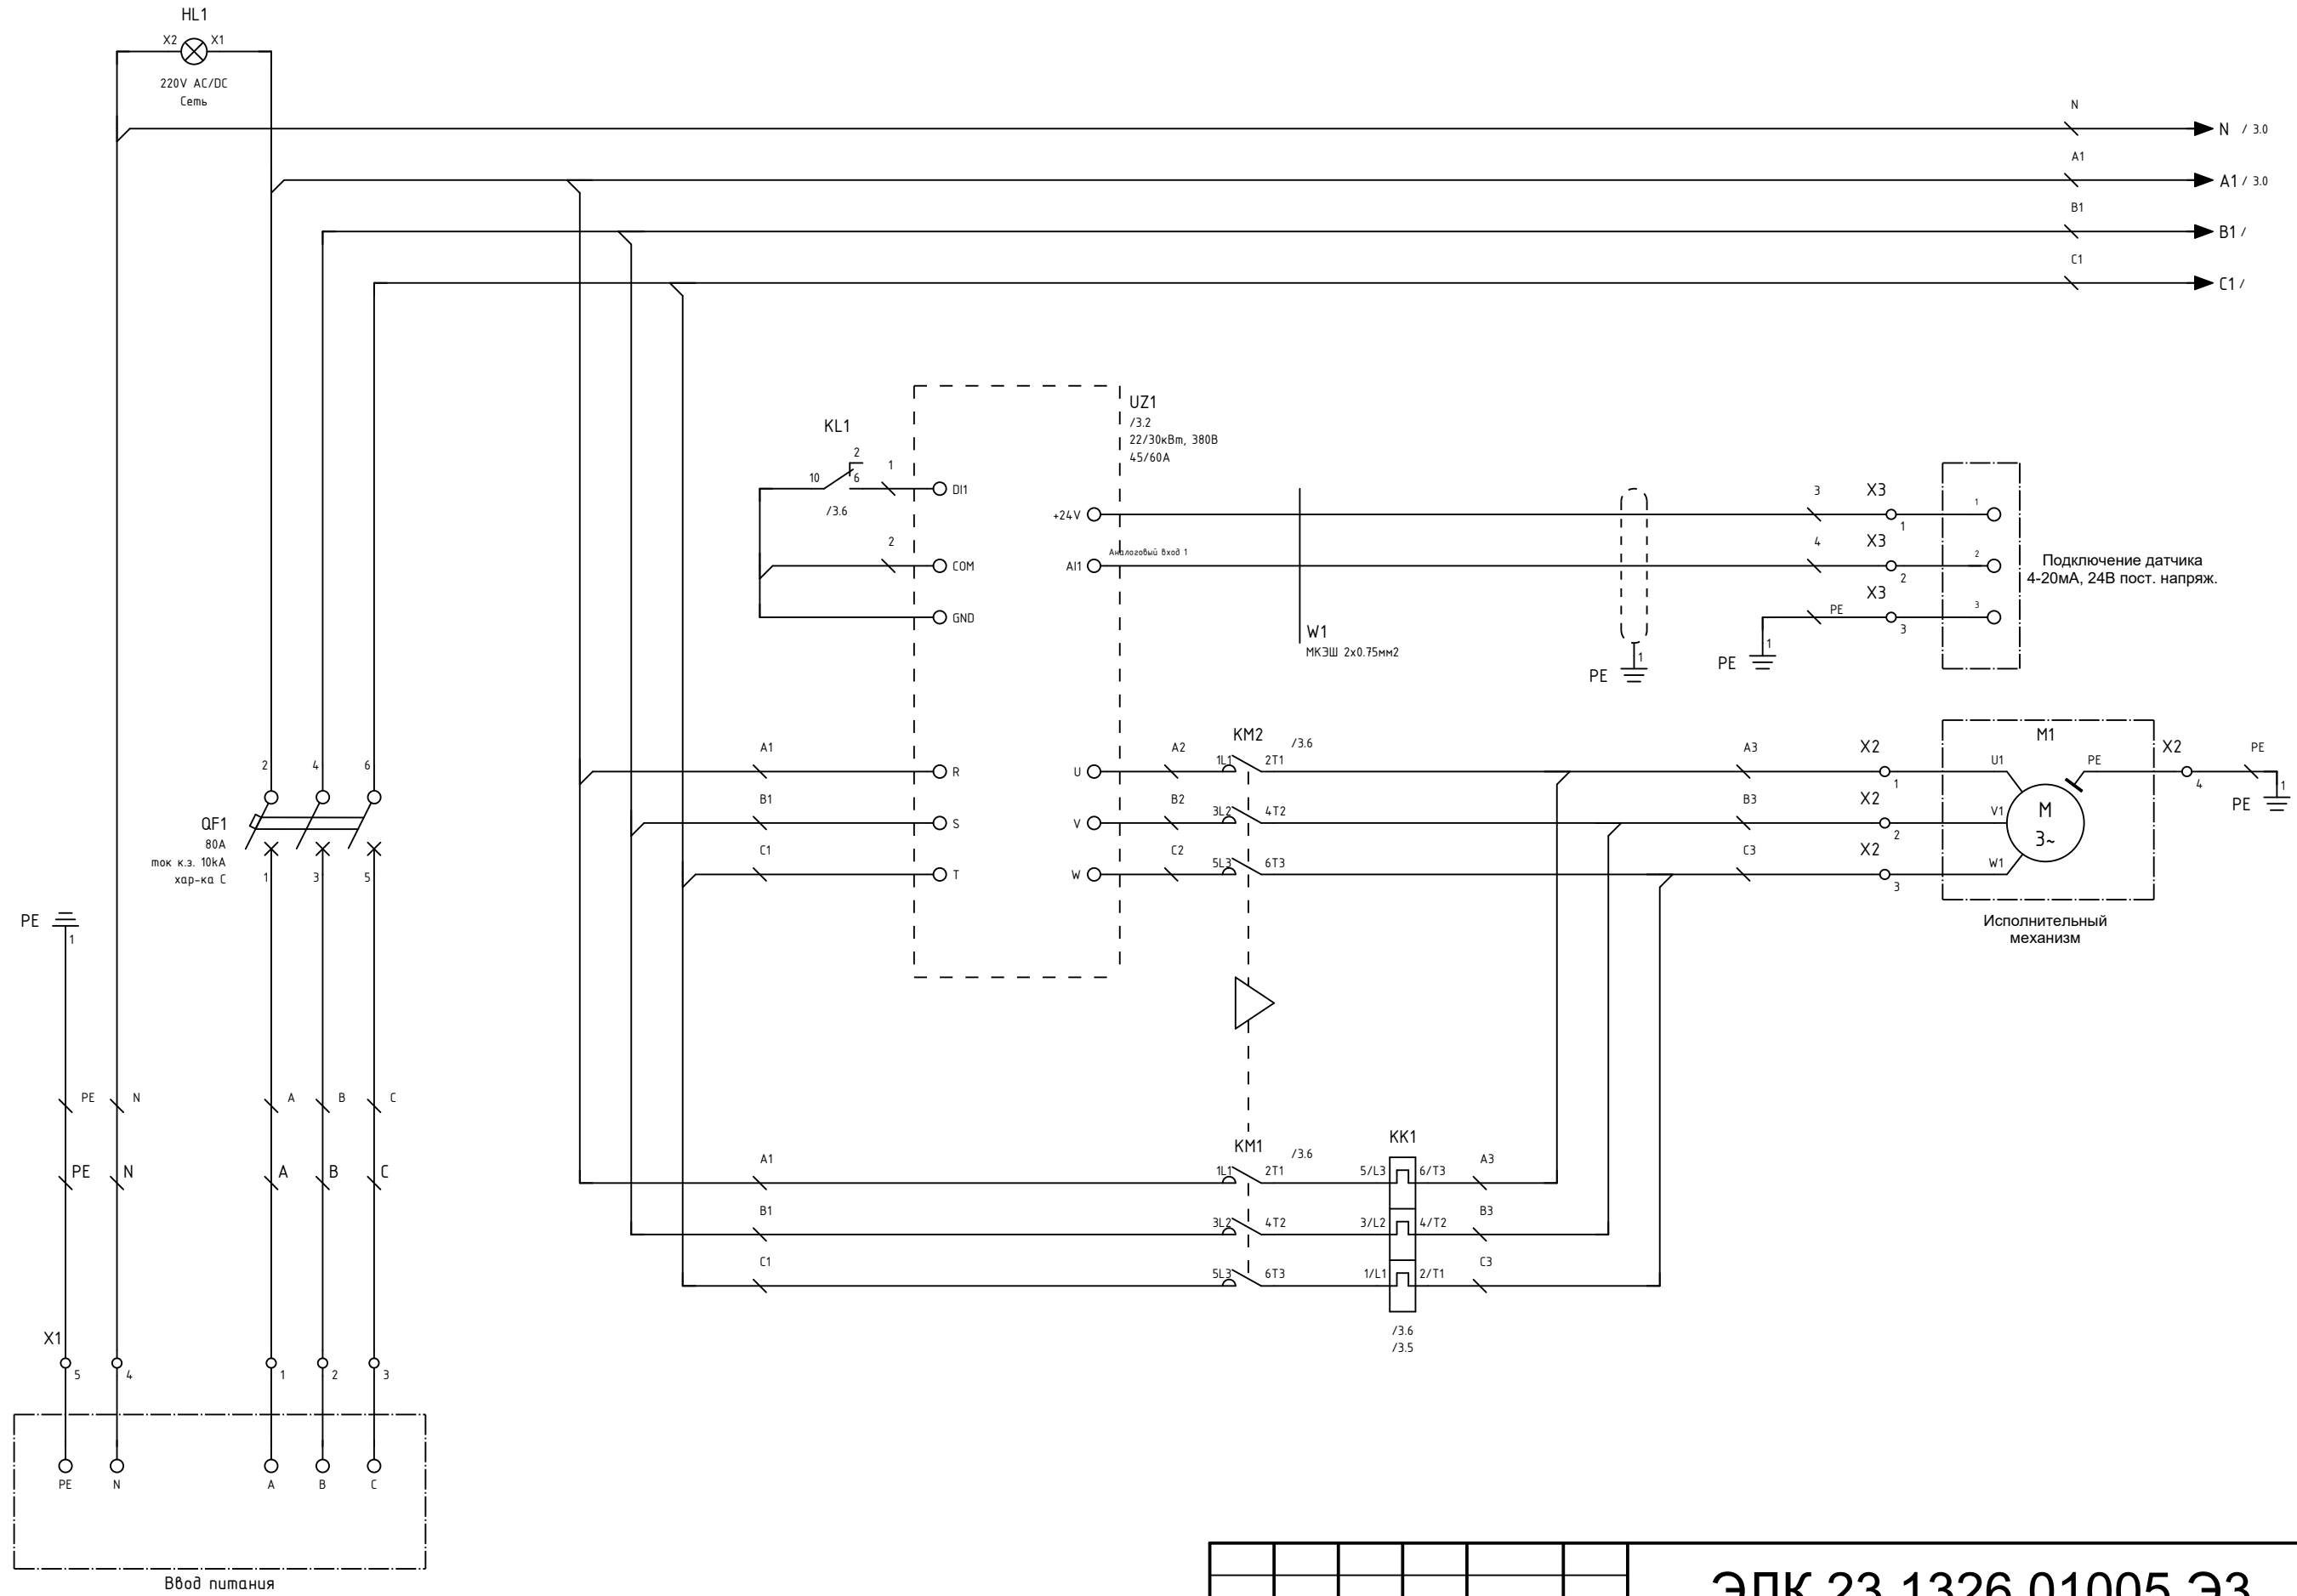 HL1
X2 X1
220V AC/DC
Сеть
N
N / 3.0
A1
A1 / 3.0
B1
B1 /
C1
C1 /
UZ1
/3.2
22/30кВт, 380В
45/60А
KL1
2
10 6
1
/3.6
DI1
+24V
2
COM
Аналоговый вход 1
AI1
GND
W1
МКЭШ 2х0.75мм2
1
PE
3 X3
1
4 X3
2
X3
PE
3
1
PE
1
2
3
Подключение датчика
4-20мА, 24В пост. напряж.
A1
R
B1
S
C1
T
U
V
W
A2
B2
C2
KM2
/3.6
1L1 2T1
3L2 4T2
5L3 6T3
A3 X2
1
B3 X2
2
C3 X2
3
M1
U1
V1
W1
PE
M
3~
X2
4
PE
1
PE
Исполнительный
механизм
2 4 6
QF1
80A
ток к.з. 10kA
хар-ка C
1 3 5
PE
1
PE N A B C
PE N A B C
KM1
/3.6
KK1
A1
1L1 2T1 5/L3 6/T3 A3
B1
3L2 4T2 3/L2 4/T2 B3
C1
5L3 6T3 1/L1 2/T1 C3
/3.6
/3.5
X1
5 4 1 2 3
PE N A B C
Ввод питания
ЭЛК.23.1326.01005 Э3